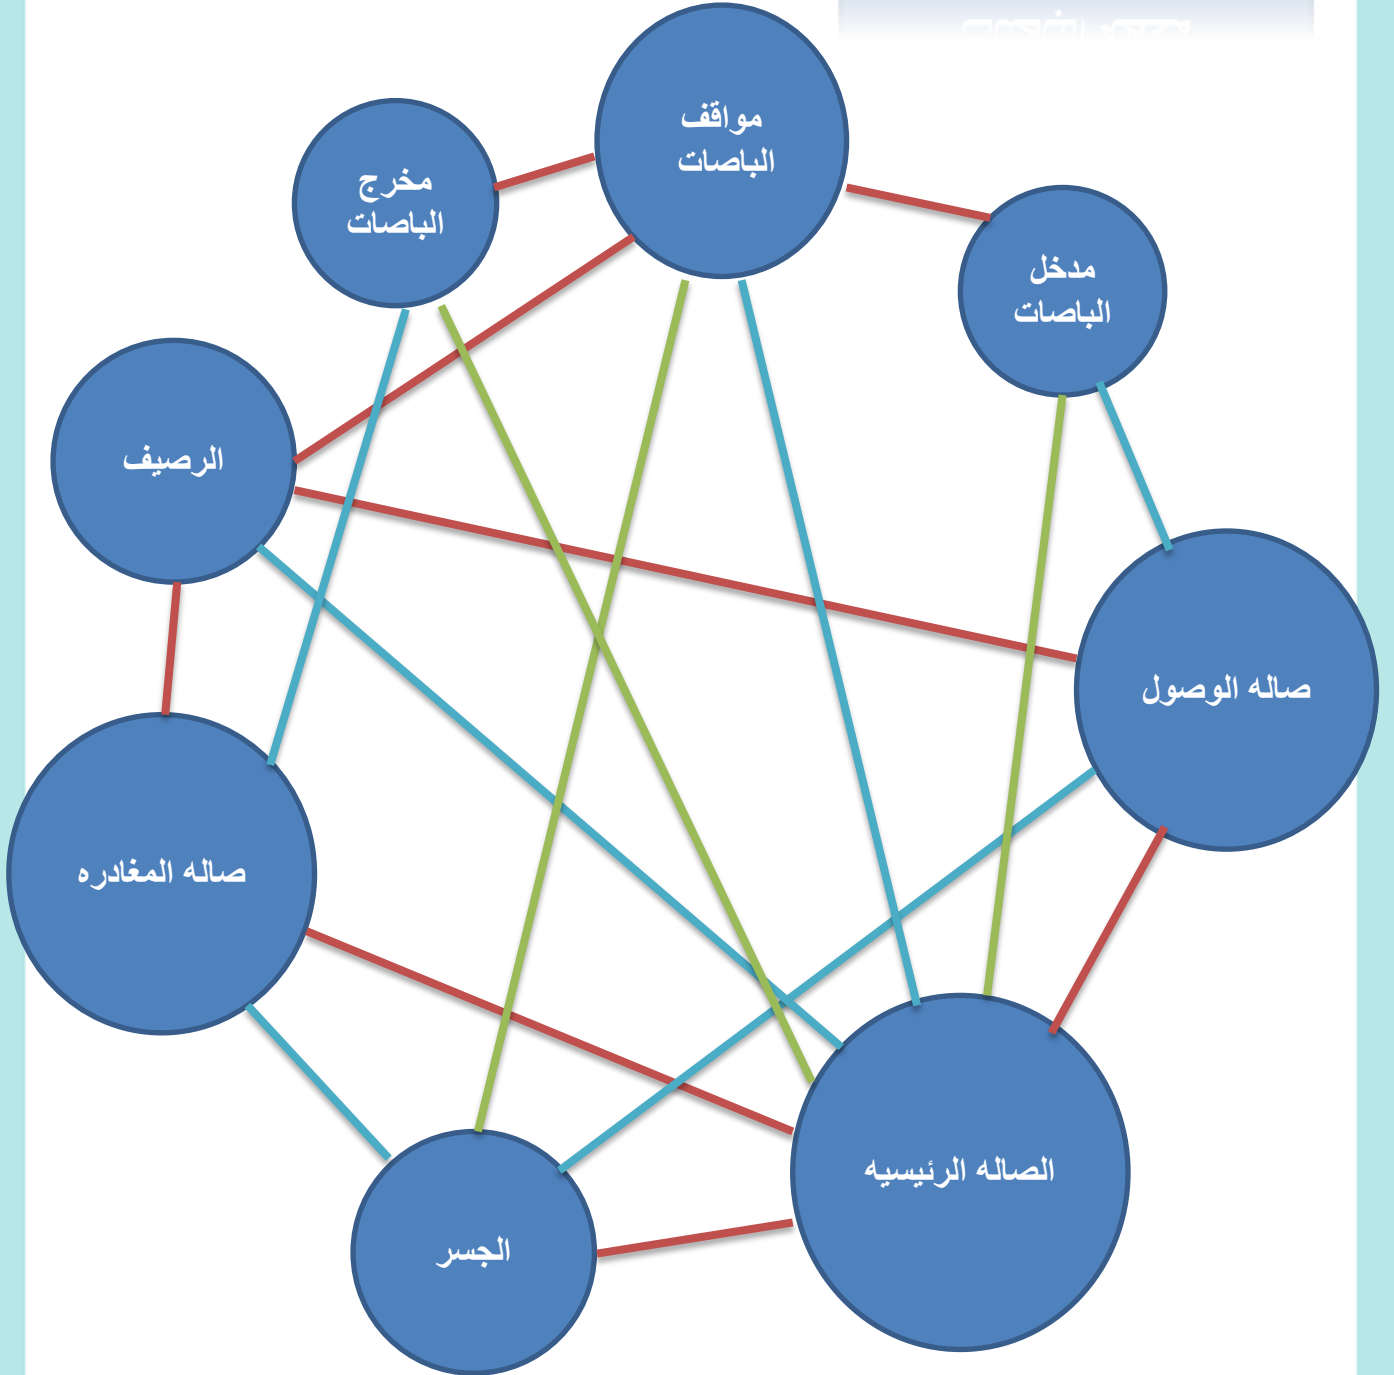 مواقف
الباصات
مخرج
الباصات
مدخل
الباصات
الرصيف
صاله الوصول
صاله المغادره
الصاله الرئيسيه
الجسر